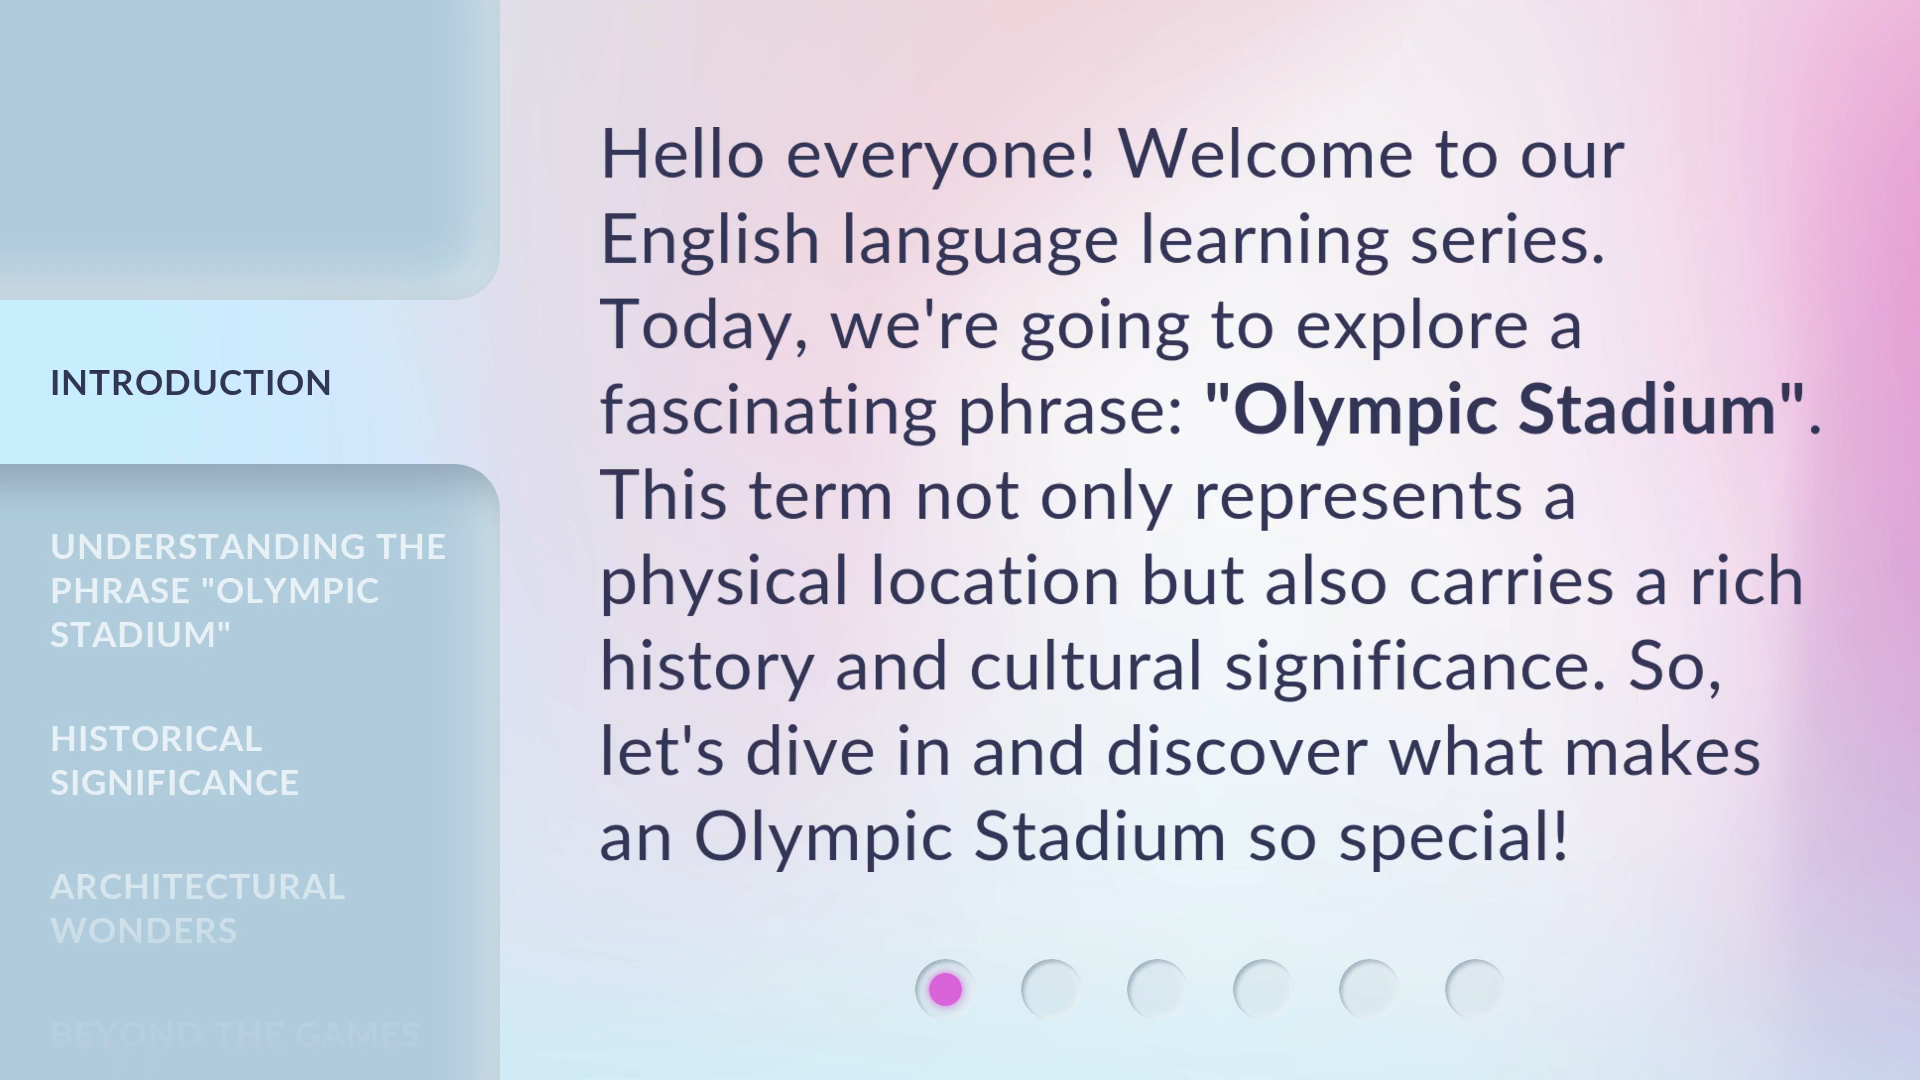 INTRODUCTION
UNDERSTANDING THE
PHRASE "OLYMPIC
STADIUM"
HISTORICAL
SIGNIFICANCE
ARCHITECTURAL
WONDERS
BEYOND THE GAMES
Hello everyone! Welcome to our
English language learning series.
Today, we're going to explore a
fascinating phrase: "Olympic Stadium".
This term not only represents a
physical location but also carries a rich
history and cultural significance. So,
let's dive in and discover what makes
an Olympic Stadium so special!